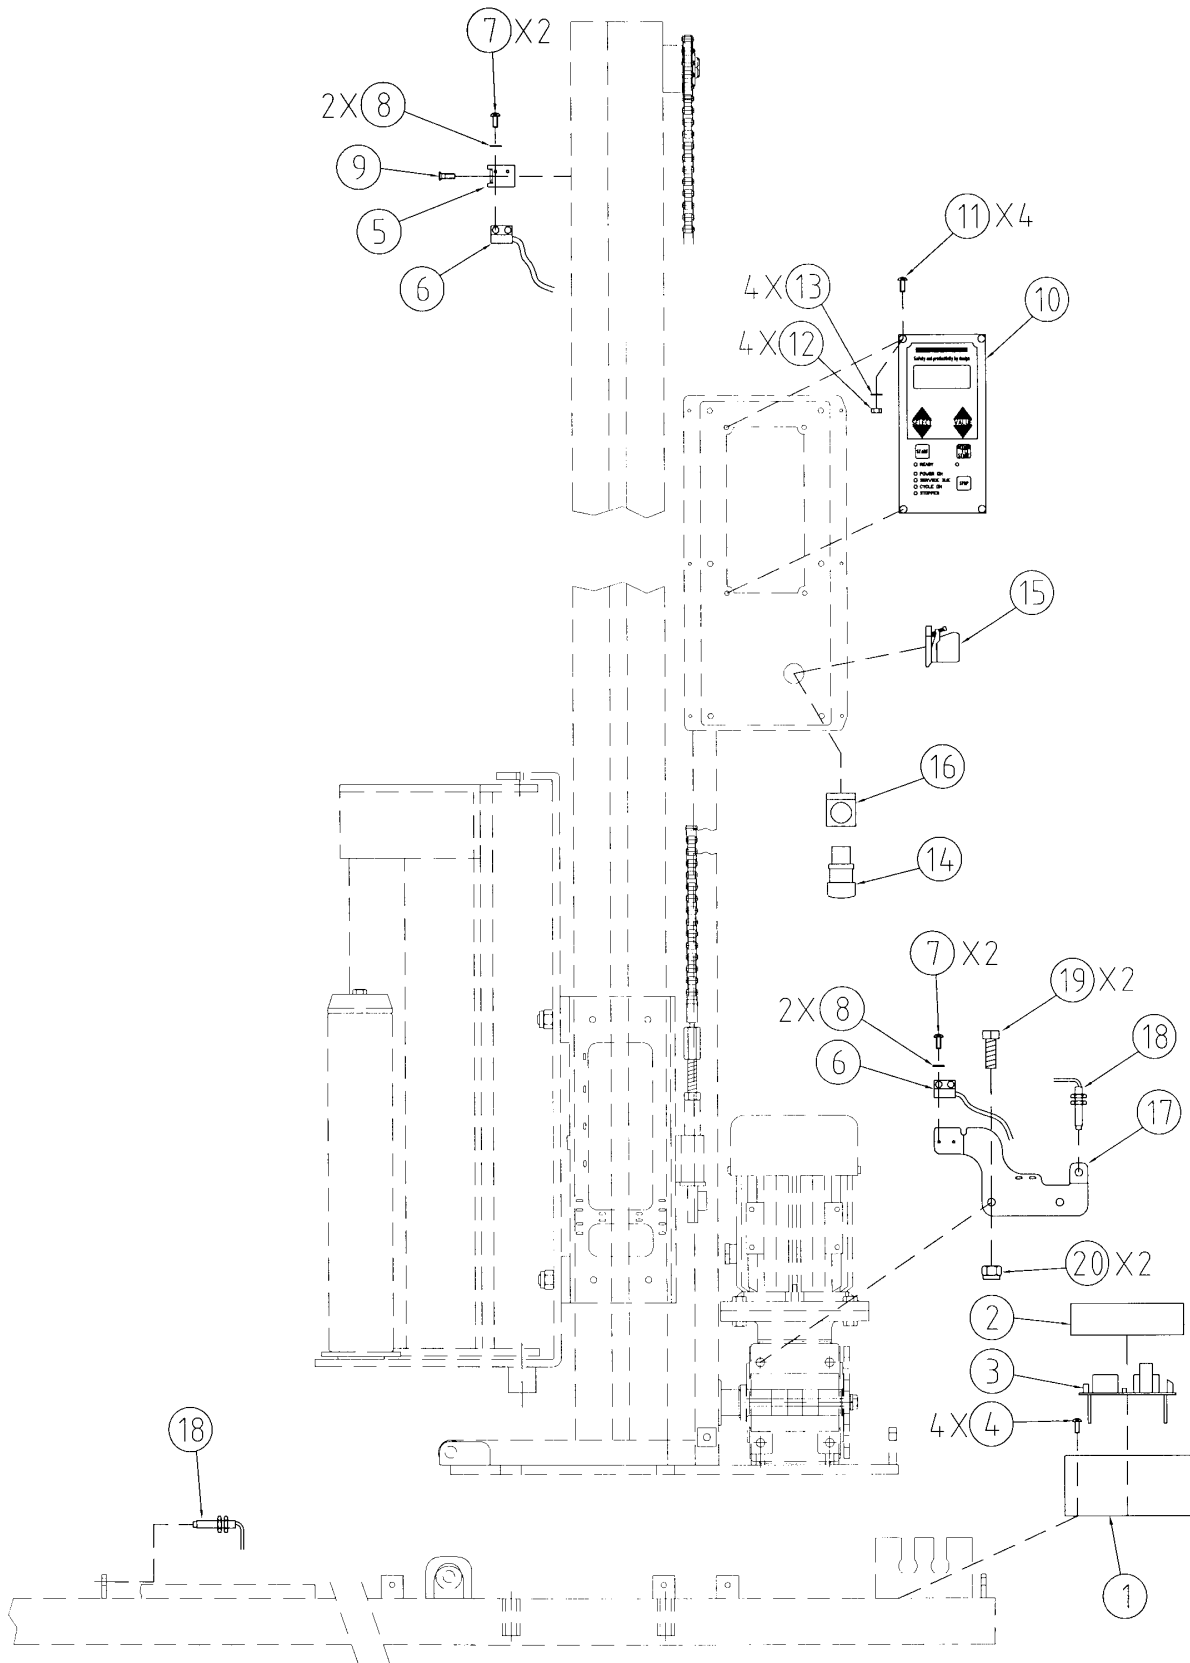 7 X2
2X 8
9
5
6
11 X 4
4X 13
10
4X 12
Safety and productivity by design
SELECT
START
READY
POWER ON
SERVICE DUE
CYCLE ON
STOPPED
STOP
15
16
14
7 X2
19 X2
2X 8
18
6
17
20 X2
2
3
4X 4
18
1